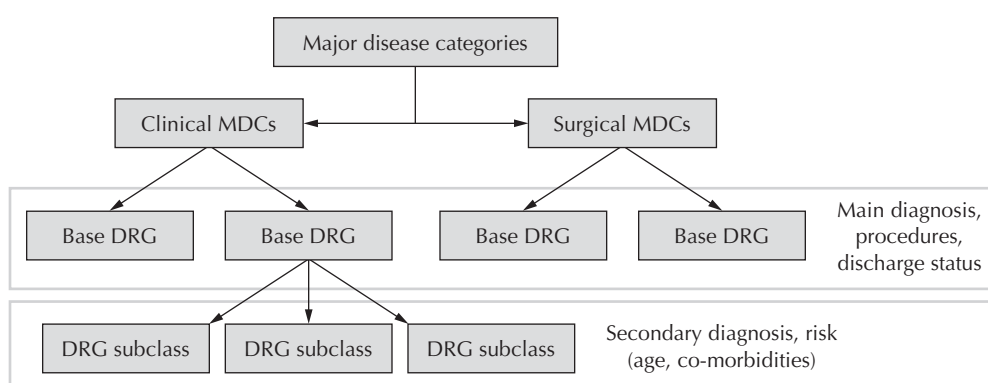 Major disease categories
Clinical MDCs
Surgical MDCs
Base DRG
Base DRG
Base DRG
Base DRG
Main diagnosis,
procedures,
discharge status
DRG subclass
DRG subclass
DRG subclass
Secondary diagnosis, risk
(age, co-morbidities)